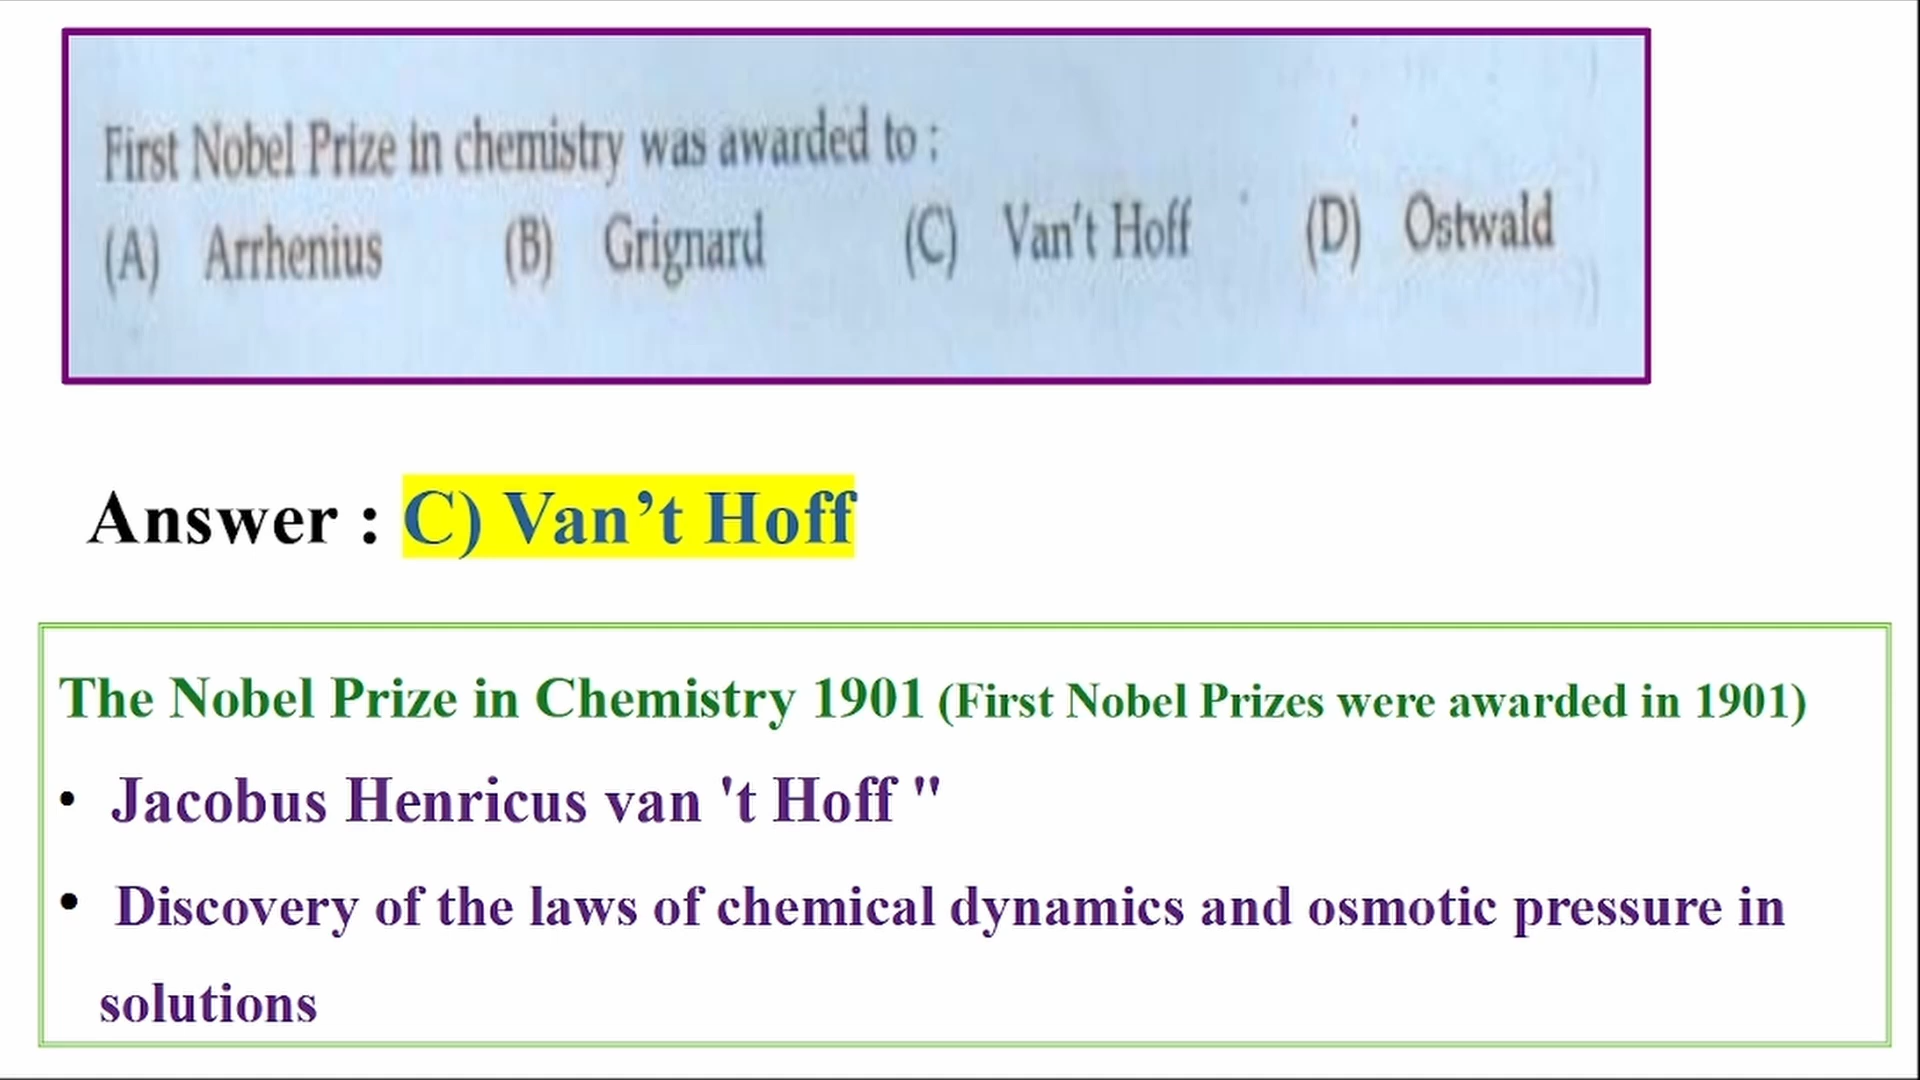 First Nobel Prize in chemistry was awarded to :
(A) Arrhenius (B) Grignard (C) Van't Hoff (D) Ostwald
Answer : C) Van’t Hoff
The Nobel Prize in Chemistry 1901 (First Nobel Prizes were awarded in 1901)
• Jacobus Henricus van 't Hoff "
• Discovery of the laws of chemical dynamics and osmotic pressure in
solutions